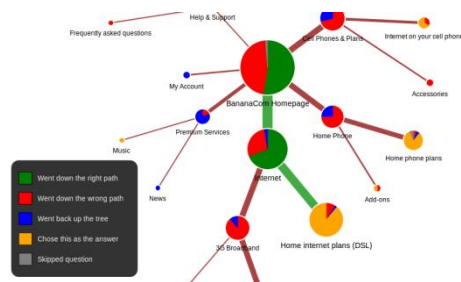 Help & Support
Frequently asked questions
Cell Phones & Plans
Internet on your cell phone
My Account
Accessories
BananaCom Homepage
Premium Services
Home Phone
Music
Home phone plans
Internet
News
Add-ons
Home internet plans (DSL)
3G Broadband
Went down the right path
Went down the wrong path
Went back up the tree
Chose this as the answer
Skipped question